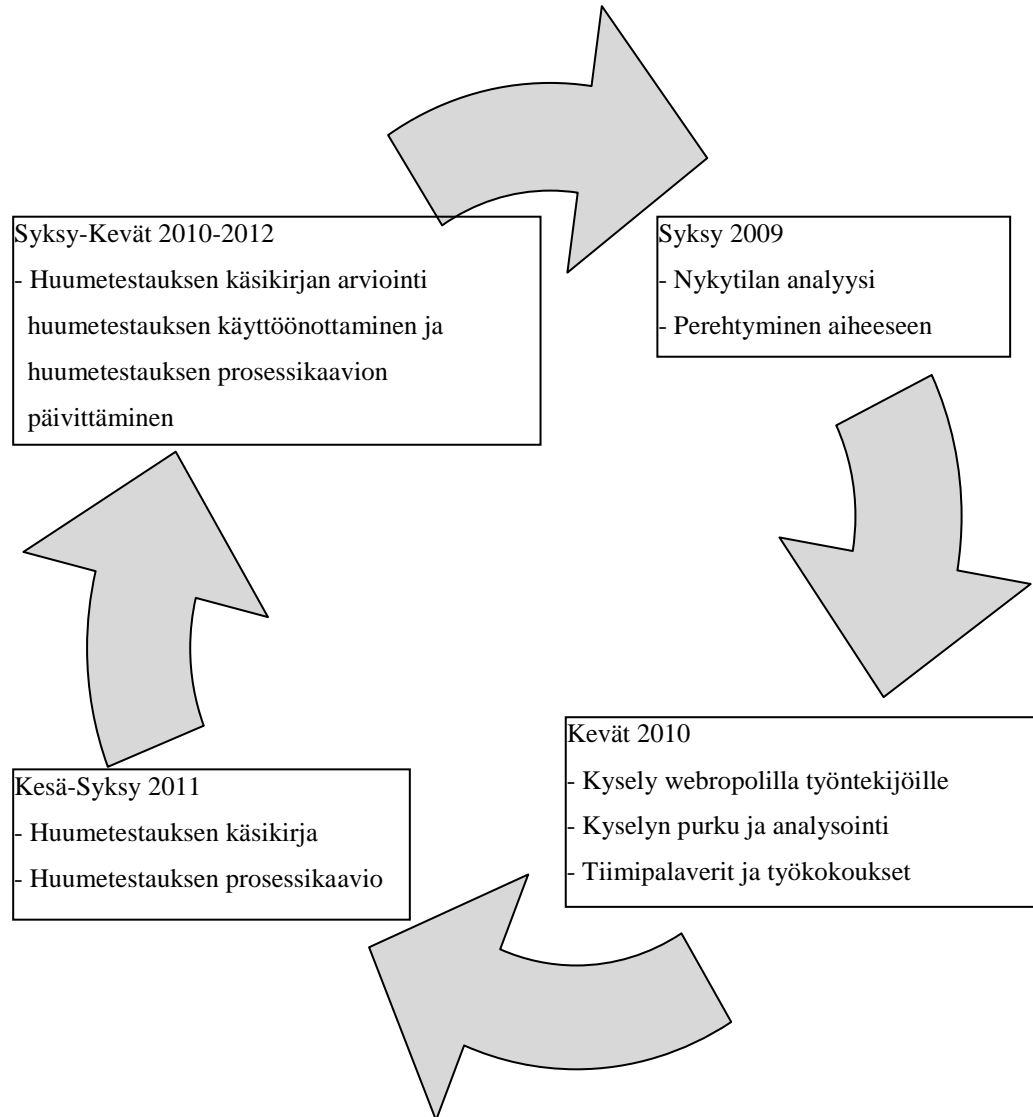 Syksy-Kevät 2010-2012
- Huumetestauksen käsikirjan arviointi
huumetestauksen käyttöönottaminen ja
huumetestauksen prosessikaavion
päivittäminen
Syksy 2009
- Nykytilan analyysi
- Perehtyminen aiheeseen
Kevät 2010
- Kysely webropolilla työntekijöille
- Kyselyn purku ja analysointi
- Tiimipalaverit ja työkokoukset
Kesä-Syksy 2011
- Huumetestauksen käsikirja
- Huumetestauksen prosessikaavio